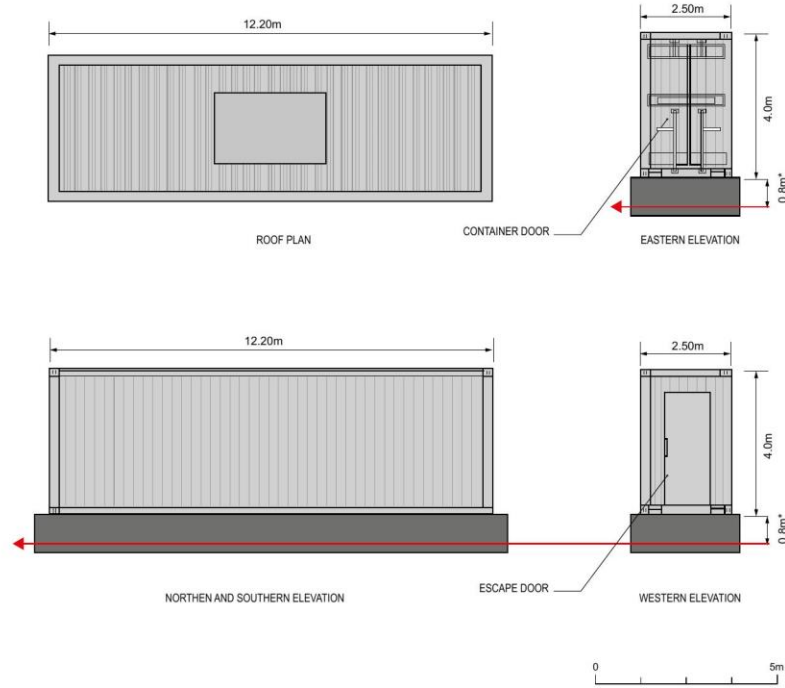 12.20m
2.50m
4.0m
0.8m*
CONTAINER DOOR
ROOF PLAN
EASTERN ELEVATION
12.20m
2.50m
4.0m
0.8m*
ESCAPE DOOR
NORTHEN AND SOUTHERN ELEVATION
WESTERN ELEVATION
0
5m